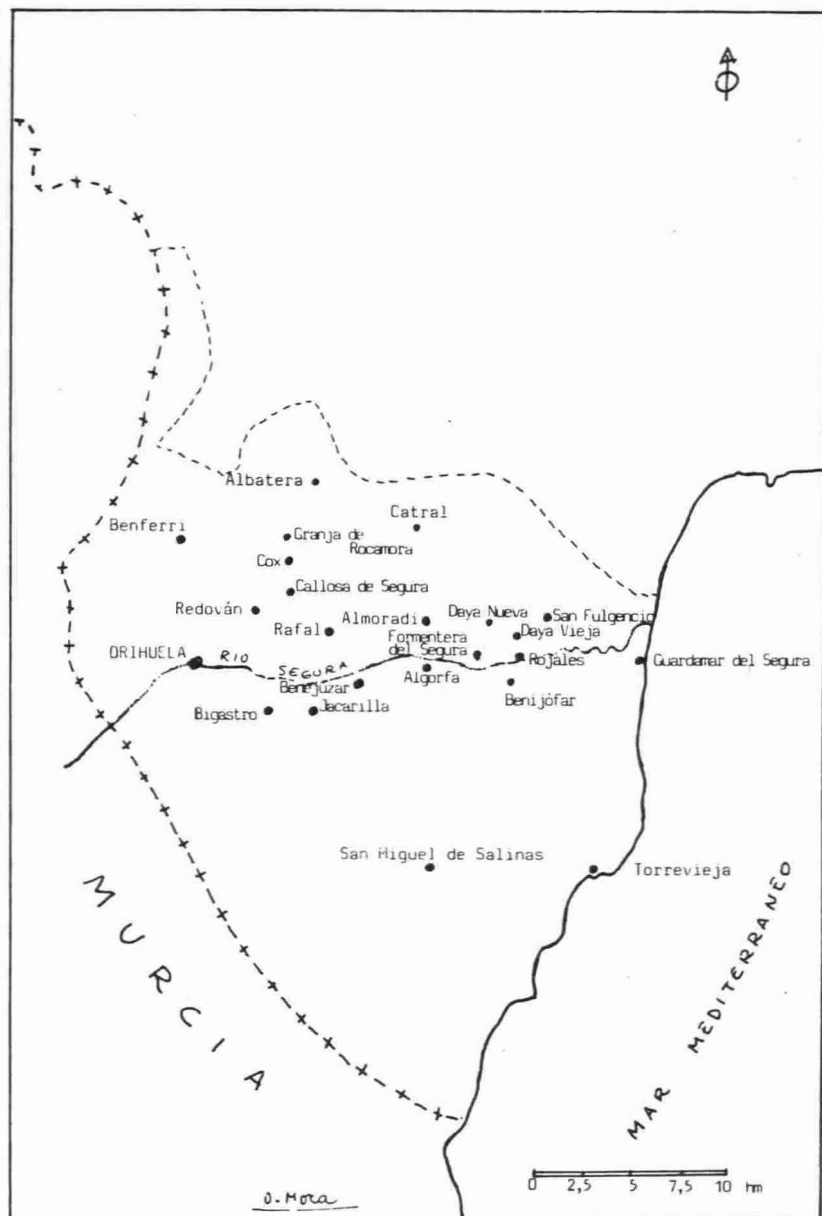 Albatera
Benferri
Catral
Granja de
Rocamora
Cox
Callosa de Segura
Redován
Rafal
Almoradi
Daya Nueva
San Fulgencio
Daya Vieja
Formentera
del Segura
ORIHUELA
RIO
SEGURA
Rojales
Guardamar del Segura
Benejúzar
Algorfa
Benijófar
Bigastro
Jacarilla
San Miguel de Salinas
Torrevieja
MURCIA
MAR MEDITERRANEO
0 2,5 5 7,5 10 hm
D. Mora